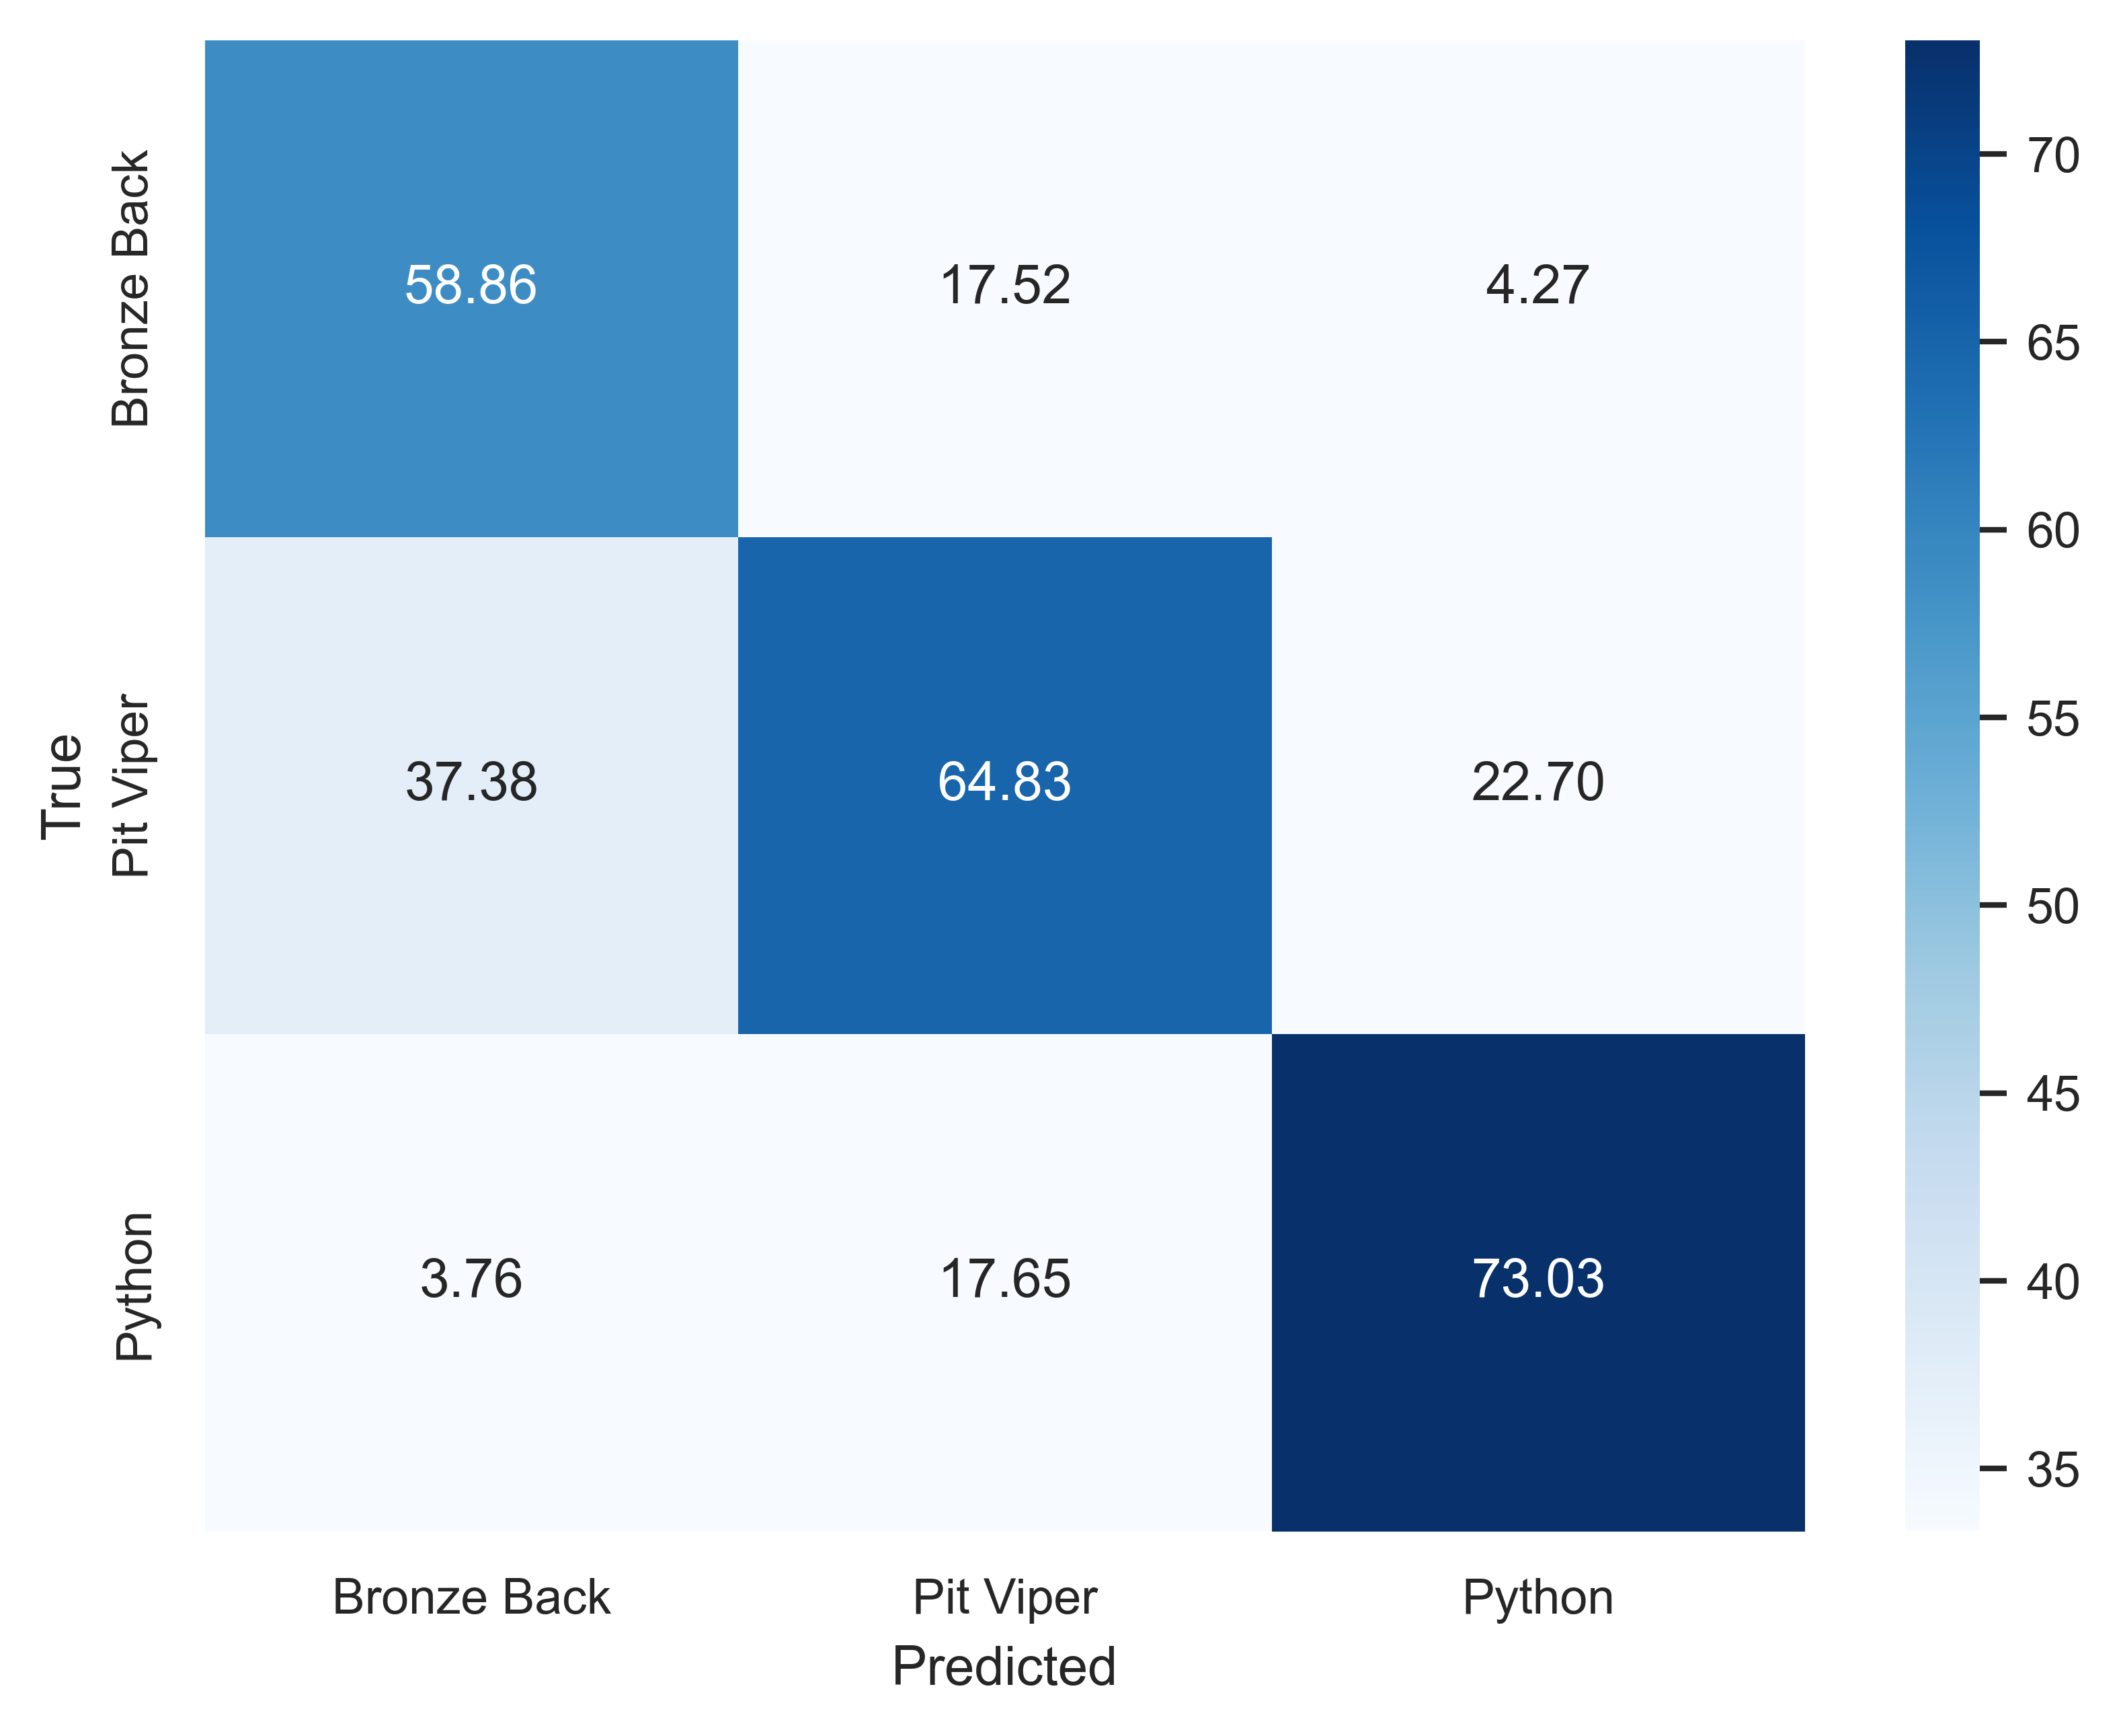 True
Bronze Back
58.86 17.52 4.27
Pit Viper
37.38 64.83 22.70
Python
3.76 17.65 73.03
Bronze Back Pit Viper Python
Predicted
70
65
60
55
50
45
40
35